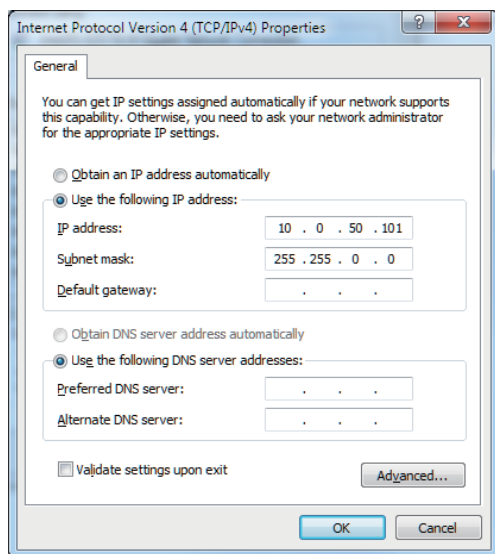 Internet Protocol Version 4 (TCP/IPv4) Properties
?
X
General
You can get IP settings assigned automatically if your network supports
this capability. Otherwise, you need to ask your network administrator
for the appropriate IP settings.
Obtain an IP address automatically
Use the following IP address:
IP address: 10 . 0 . 50 . 101
Subnet mask: 255 . 255 . 0 . 0
Default gateway: . . .
Obtain DNS server address automatically
Use the following DNS server addresses:
Preferred DNS server: . . .
Alternate DNS server: . . .
Validate settings upon exit
Advanced...
OK Cancel